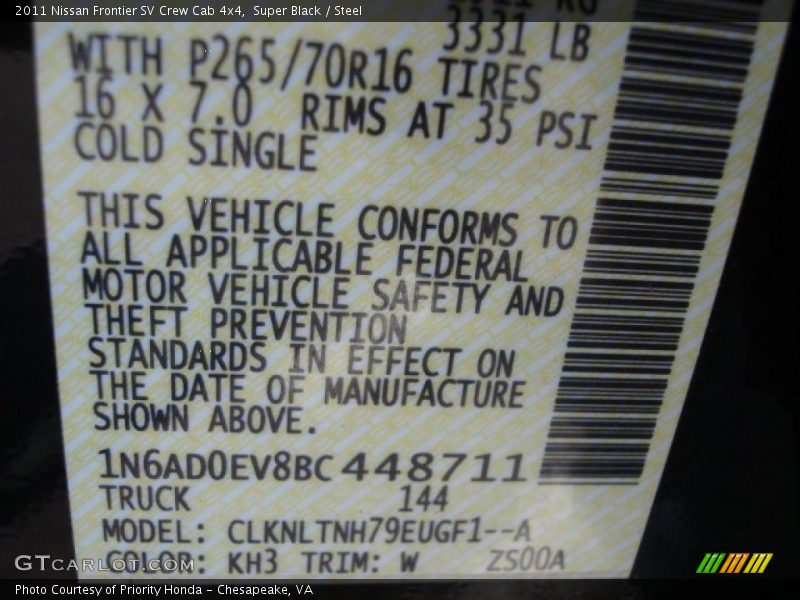 2011 Nissan Frontier SV Crew Cab 4x4, Super Black / Steel
3331 LB
WITH P265/70R16 TIRES
16 X 7.0 RIMS AT 35 PSI
COLD SINGLE
THIS VEHICLE CONFORMS TO
ALL APPLICABLE FEDERAL
MOTOR VEHICLE SAFETY AND
THEFT PREVENTION
STANDARDS IN EFFECT ON
THE DATE OF MANUFACTURE
SHOWN ABOVE.
1N6AD0EV8BC448711
TRUCK 144
MODEL: CLKNLTNH79EUGF1--A
COLOR: KH3 TRIM: W ZS00A
GTCARLOT.COM
Photo Courtesy of Priority Honda - Chesapeake, VA